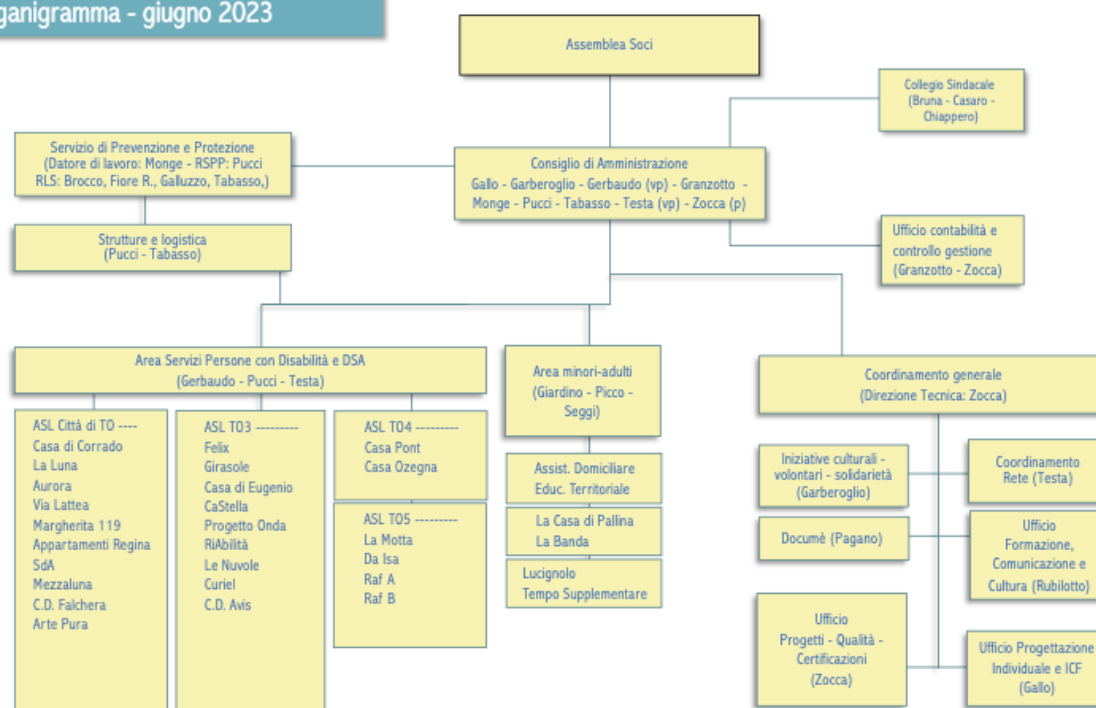 ganigramma - giugno 2023
Assemblea Soci
Collegio Sindacale
(Bruna - Casaro -
Chiappero)
Servizio di Prevenzione e Protezione
(Datore di lavoro: Monge - RSPP: Pucci
RLS: Brocco, Fiore R., Galluzzo, Tabasso,)
Consiglio di Amministrazione
Gallo - Garberoglio - Gerbaudo (vp) - Granzotto -
Monge - Pucci - Tabasso - Testa (vp) - Zocca (p)
Strutture e logistica
(Pucci - Tabasso)
Ufficio contabilità e
controllo gestione
(Granzotto - Zocca)
Area Servizi Persone con Disabilità e DSA
(Gerbaudo - Pucci - Testa)
ASL Città di TO ----
Casa di Corrado
La Luna
Aurora
Via Lattea
Margherita 119
Appartamenti Regina
SdA
Mezzaluna
C.D. Falchera
Arte Pura
ASL TO3 ---------
Felix
Girasole
Casa di Eugenio
CaStella
Progetto Onda
RiAbilità
Le Nuvole
Curiel
C.D. Avis
ASL TO4 ---------
Casa Pont
Casa Ozegna
ASL TO5 ---------
La Motta
Da Isa
Raf A
Raf B
Area minori-adulti
(Giardino - Picco -
Seggi)
Assist. Domiciliare
Educ. Territoriale
La Casa di Pallina
La Banda
Lucignolo
Tempo Supplementare
Coordinamento generale
(Direzione Tecnica: Zocca)
Iniziative culturali -
volontari - solidarietà
(Garberoglio)
Coordinamento
Rete (Testa)
Documè (Pagano)
Ufficio
Formazione,
Comunicazione e
Cultura (Rubilotto)
Ufficio
Progetti - Qualità -
Certificazioni
(Zocca)
Ufficio Progettazione
Individuale e ICF
(Gallo)